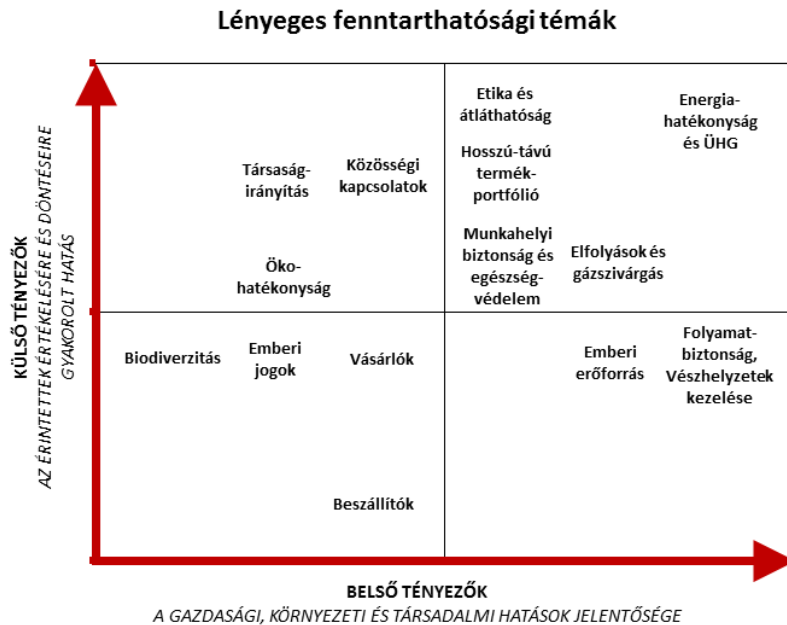 Lényeges fenntarthatósági témák
KÜLSŐ TÉNYEZŐK
AZ ÉRINTETTEK ÉRTÉKELÉSÉRE ÉS DÖNTÉSEIRE
GYAKOROLT HATÁS
Társaság-
irányítás
Közösségi
kapcsolatok
Öko-
hatékonyság
Etika és
átláthatóság
Energia-
hatékonyság
és ÜHG
Hosszú-távú
termék-
portfólió
Munkahelyi
biztonság és
egészség-
védelem
Elfolyások és
gázszivárgás
Biodiverzitás
Emberi
jogok
Vásárlók
Beszállítók
Emberi
erőforrás
Folyamat-
biztonság,
Vészhelyzetek
kezelése
BELSŐ TÉNYEZŐK
A GAZDASÁGI, KÖRNYEZETI ÉS TÁRSADALMI HATÁSOK JELENTŐSÉGE